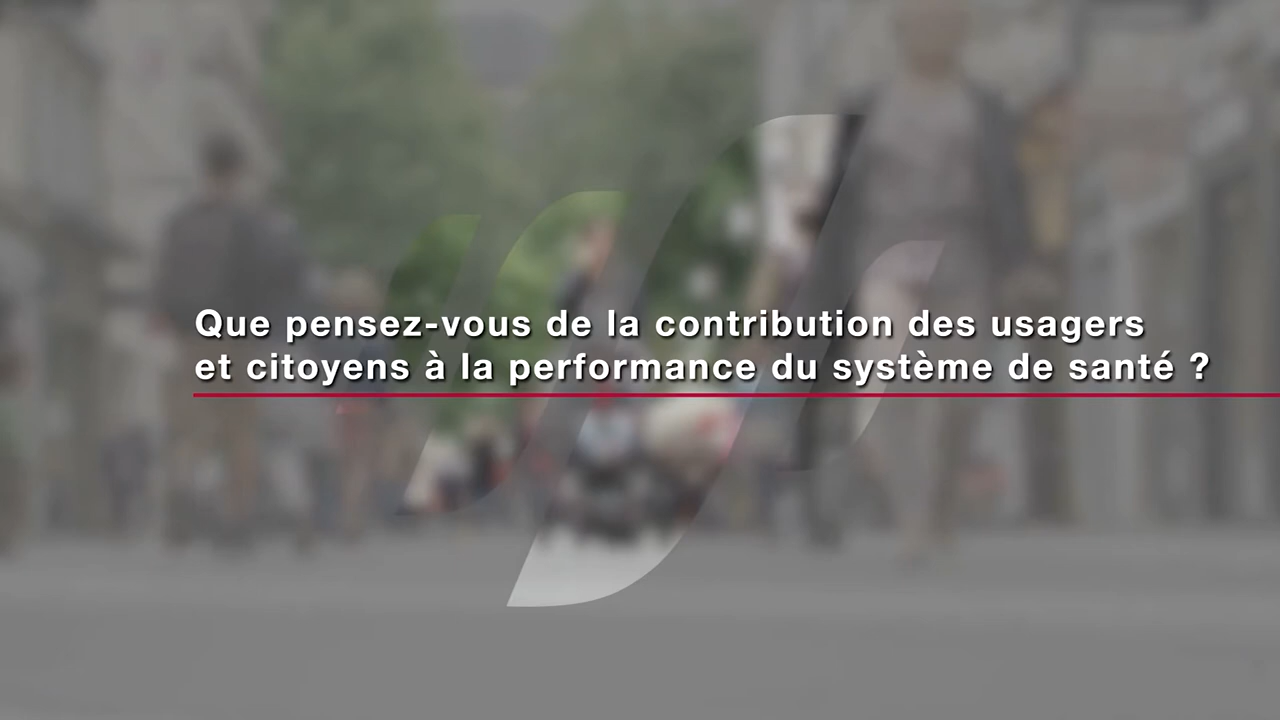 Que pensez-vous de la contribution des usagers
et citoyens à la performance du système de santé ?